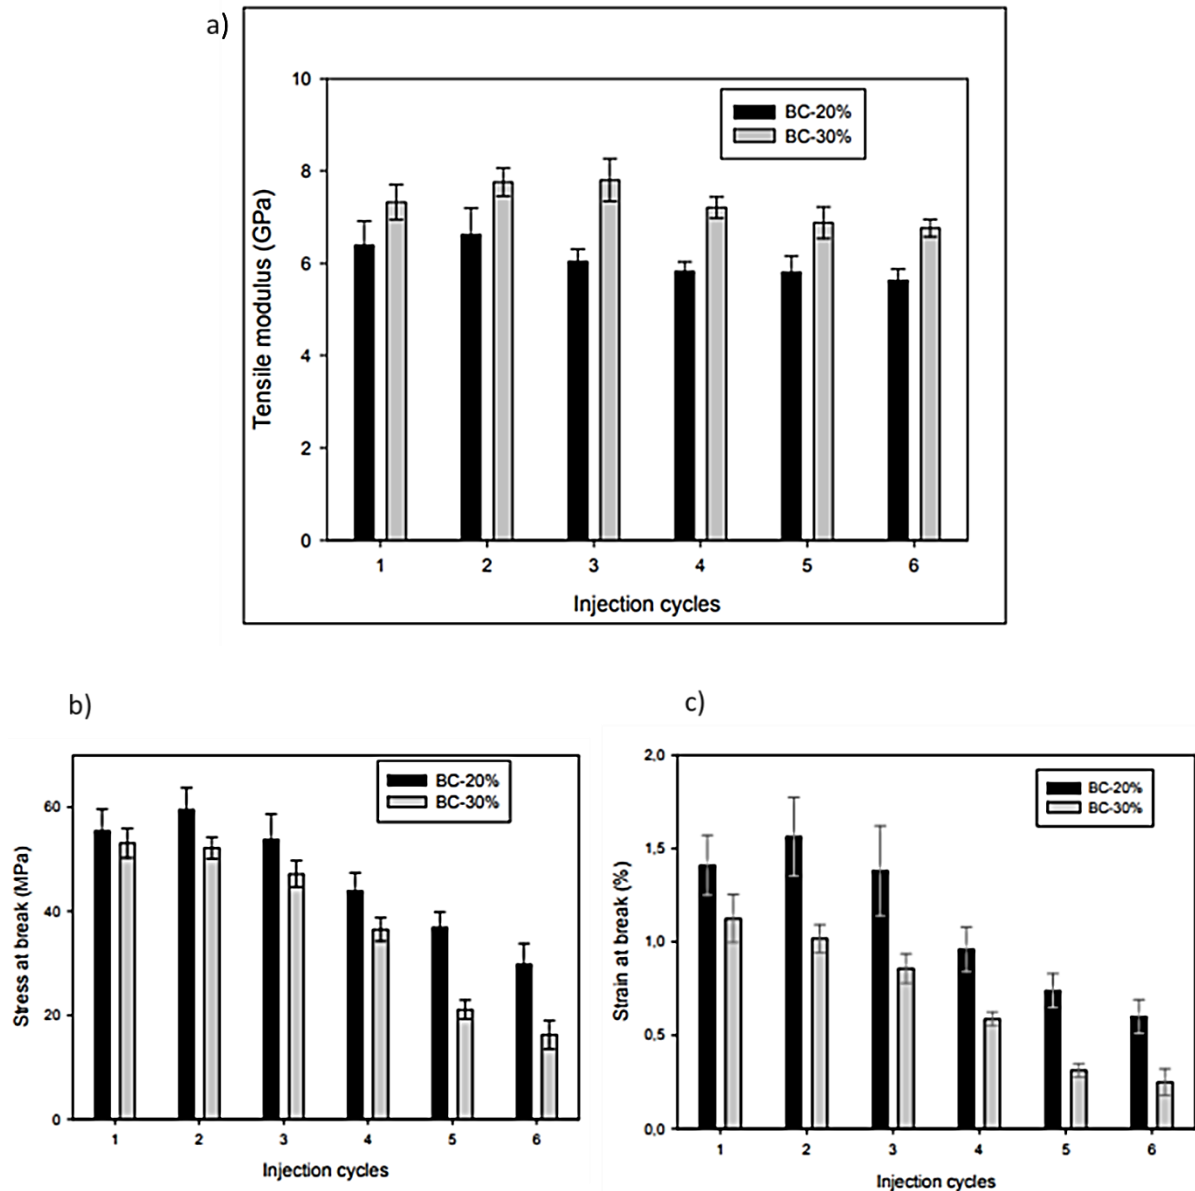 a)
10
8
6
4
2
0
Tensile modulus (GPa)
BC-20%
BC-30%
1 2 3 4 5 6
Injection cycles
b)
60
40
20
0
Stress at break (MPa)
BC-20%
BC-30%
1 2 3 4 5 6
Injection cycles
c)
2,0
1,5
1,0
0,5
0,0
Strain at break (%)
BC-20%
BC-30%
1 2 3 4 5 6
Injection cycles